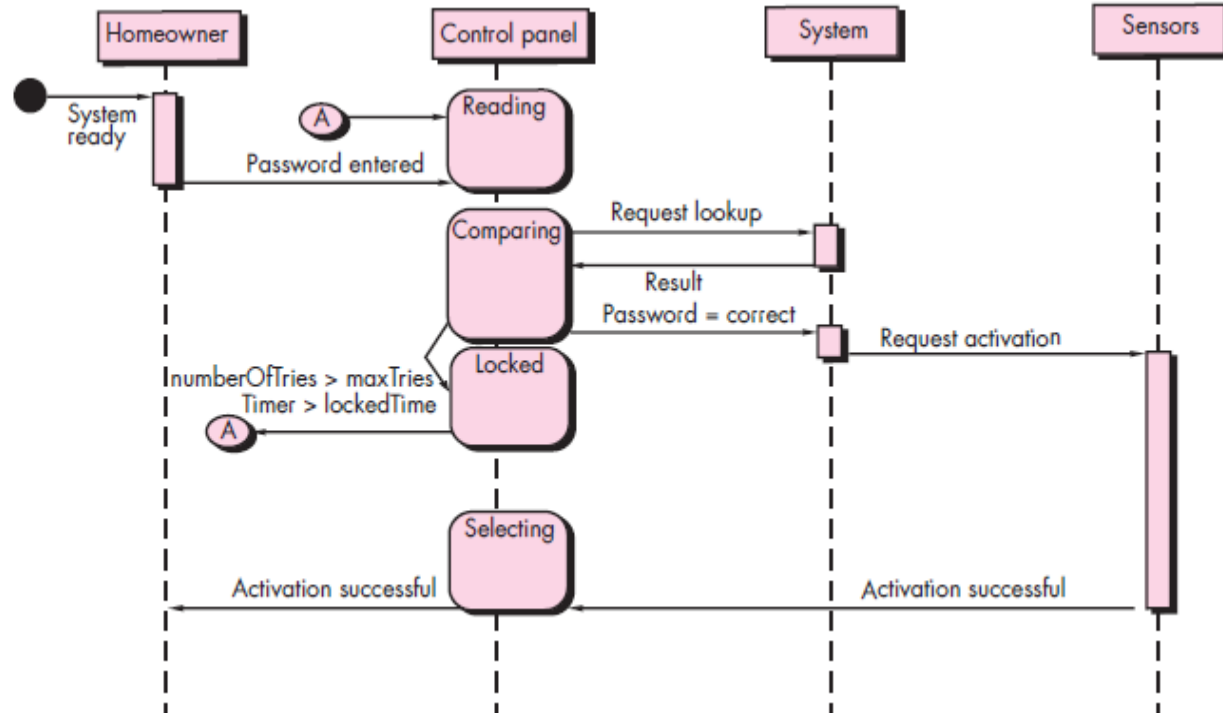 Homeowner
Control panel
System
Sensors
System
ready
A
Reading
Password entered
Comparing
Request lookup
Result
Password = correct
Request activation
Locked
numberOfTries > maxTries
Timer > lockedTime
A
Selecting
Activation successful
Activation successful